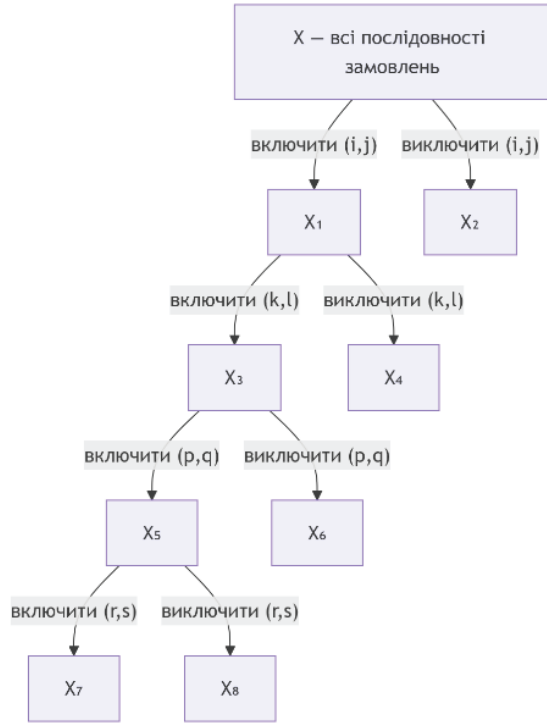 X — всі послідовності
замовлень
включити (i,j)
виключити (i,j)
X₁
X₂
включити (k,l)
виключити (k,l)
X₃
X₄
включити (p,q)
виключити (p,q)
X₅
X₆
включити (r,s)
виключити (r,s)
X₇
X₈